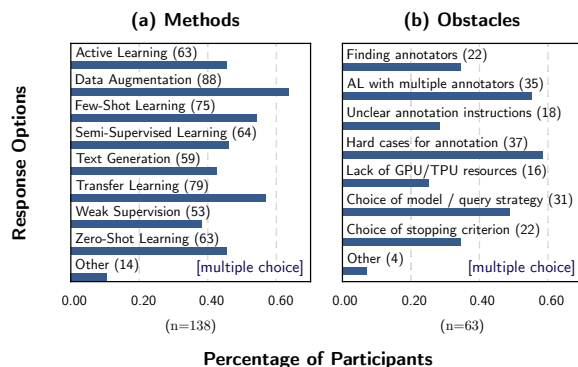 (a) Methods
Response Options
Active Learning (63)
Data Augmentation (88)
Few-Shot Learning (75)
Semi-Supervised Learning (64)
Text Generation (59)
Transfer Learning (79)
Weak Supervision (53)
Zero-Shot Learning (63)
Other (14)
[multiple choice]
0.00 0.20 0.40 0.60
(n=138)
(b) Obstacles
Finding annotators (22)
AL with multiple annotators (35)
Unclear annotation instructions (18)
Hard cases for annotation (37)
Lack of GPU/TPU resources (16)
Choice of model / query strategy (31)
Choice of stopping criterion (22)
Other (4)
[multiple choice]
0.00 0.20 0.40 0.60
(n=63)
Percentage of Participants